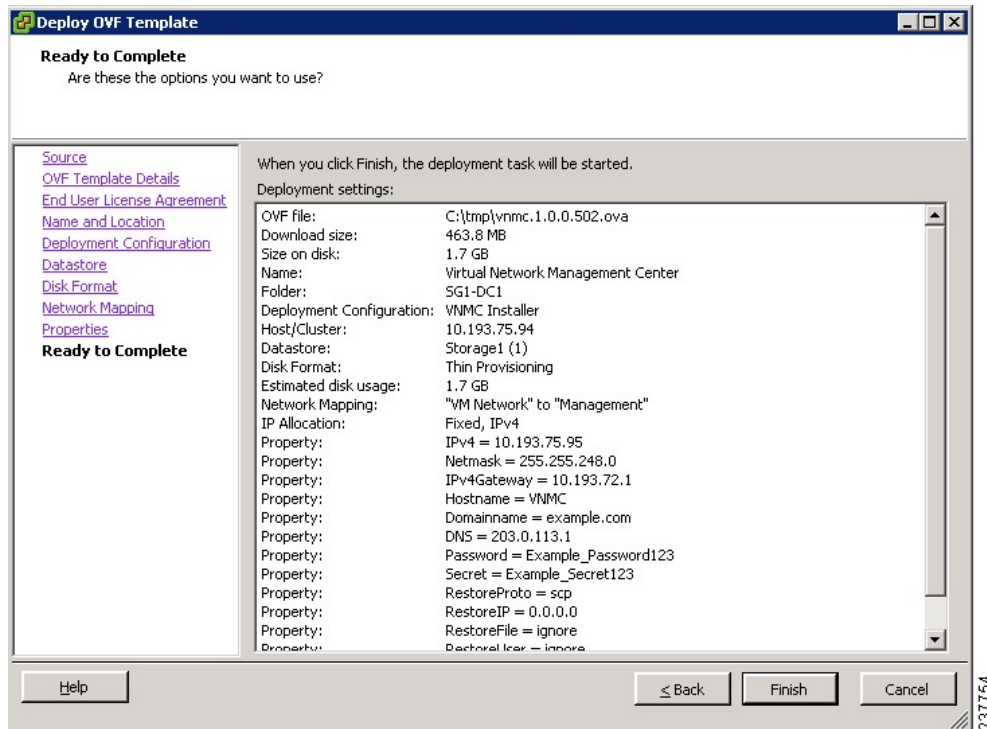 Deploy OVF Template
Ready to Complete
Are these the options you want to use?
Source
OVF Template Details
End User License Agreement
Name and Location
Deployment Configuration
Datastore
Disk Format
Network Mapping
Properties
Ready to Complete
When you click Finish, the deployment task will be started.
Deployment settings:
OVF file: C:\tmp\vnmc.1.0.0.502.ova
Download size: 463.8 MB
Size on disk: 1.7 GB
Name: Virtual Network Management Center
Folder: SG1-DC1
Deployment Configuration: VNMC Installer
Host/Cluster: 10.193.75.94
Datastore: Storage1 (1)
Disk Format: Thin Provisioning
Estimated disk usage: 1.7 GB
Network Mapping: "VM Network" to "Management"
IP Allocation: Fixed, IPv4
Property: IPv4 = 10.193.75.95
Property: Netmask = 255.255.248.0
Property: IPv4Gateway = 10.193.72.1
Property: Hostname = VNMC
Property: Domainname = example.com
Property: DNS = 203.0.113.1
Property: Password = Example_Password123
Property: Secret = Example_Secret123
Property: RestoreProto = scp
Property: RestoreIP = 0.0.0.0
Property: RestoreFile = ignore
Property: RestoreUser = ignore
Help
≤ Back
Finish
Cancel
237754